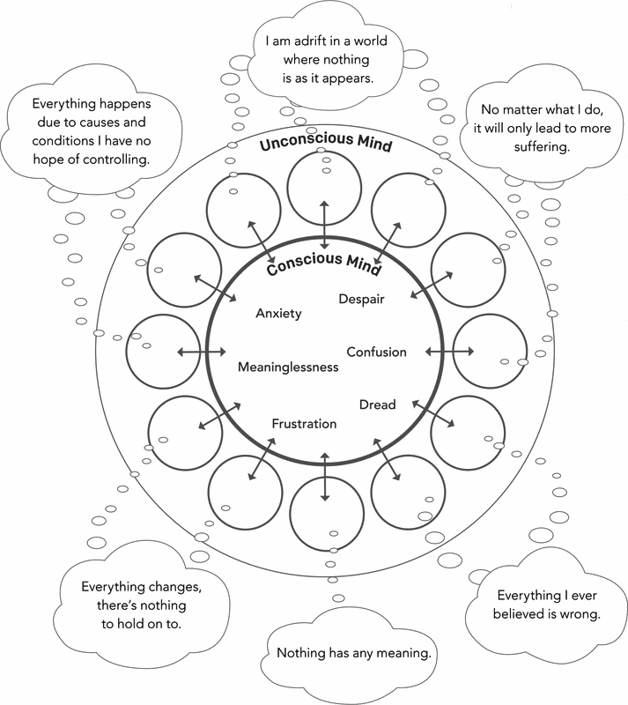 I am adrift in a world
where nothing
is as it appears.
Everything happens
due to causes and
conditions I have no
hope of controlling.
No matter what I do,
it will only lead to more
suffering.
Unconscious Mind
Conscious Mind
Anxiety
Despair
Confusion
Meaninglessness
Dread
Frustration
Everything changes,
there's nothing
to hold on to.
Everything I ever
believed is wrong.
Nothing has any meaning.